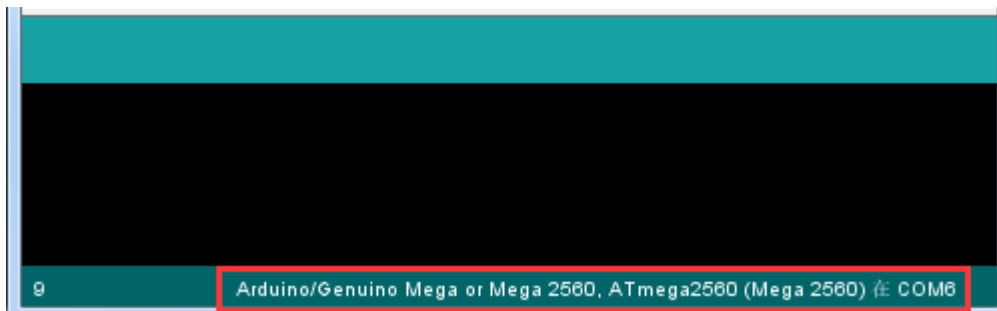 9 Arduino/Genuino Mega or Mega 2560, ATmega2560 (Mega 2560) 在 COM6